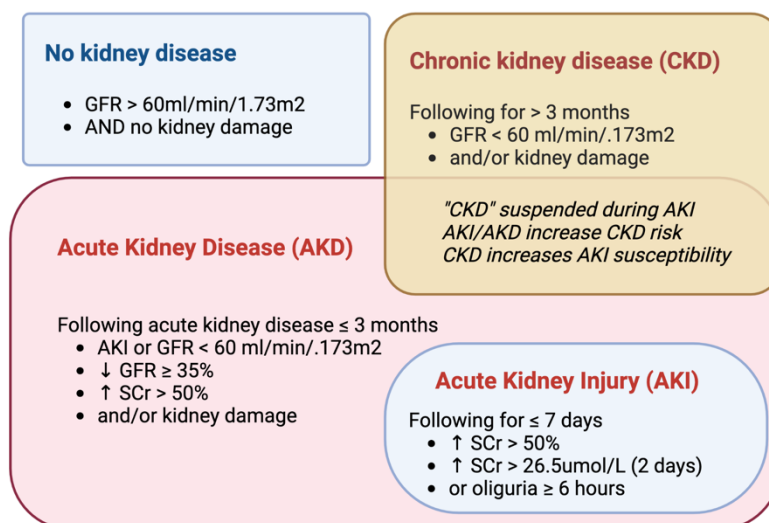 No kidney disease
• GFR > 60ml/min/1.73m2
• AND no kidney damage
Chronic kidney disease (CKD)
Following for > 3 months
• GFR < 60 ml/min/.173m2
• and/or kidney damage
"CKD" suspended during AKI
AKI/AKD increase CKD risk
CKD increases AKI susceptibility
Acute Kidney Disease (AKD)
Following acute kidney disease ≤ 3 months
• AKI or GFR < 60 ml/min/.173m2
• ↓ GFR ≥ 35%
• ↑ SCr > 50%
• and/or kidney damage
Acute Kidney Injury (AKI)
Following for ≤ 7 days
• ↑ SCr > 50%
• ↑ SCr > 26.5umol/L (2 days)
• or oliguria ≥ 6 hours